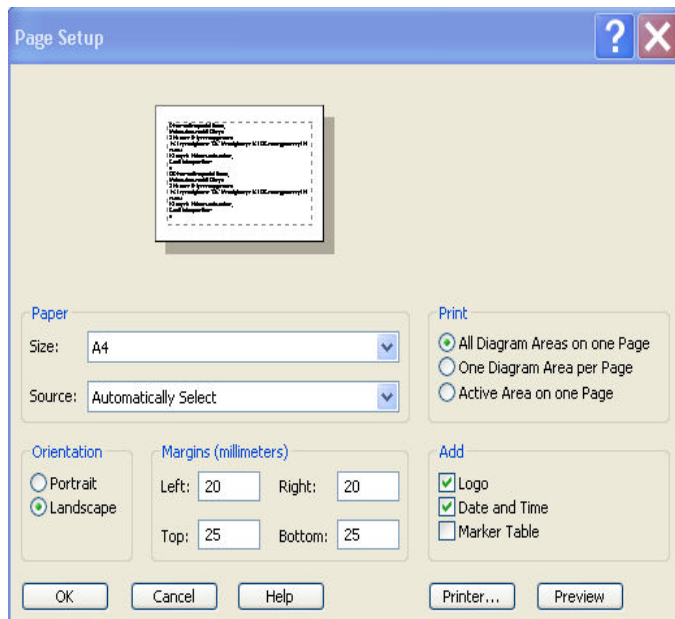 Page Setup
Paper
Size: A4
Source: Automatically Select
Print
All Diagram Areas on one Page
One Diagram Area per Page
Active Area on one Page
Orientation
Portrait
Landscape
Margins (millimeters)
Left: 20 Right: 20
Top: 25 Bottom: 25
Add
Logo
Date and Time
Marker Table
OK Cancel Help Printer... Preview